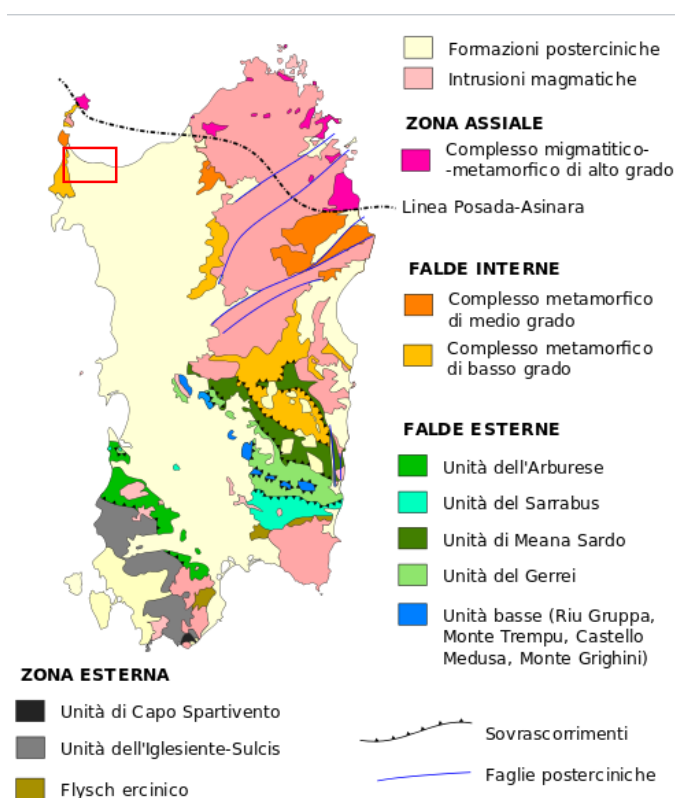 Formazioni posterciniche
Intrusioni magmatiche
ZONA ASSIALE
Complesso migmatitico-
-metamorfico di alto grado
Linea Posada-Asinara
FALDE INTERNE
Complesso metamorfico
di medio grado
Complesso metamorfico
di basso grado
FALDE ESTERNE
Unità dell'Arburese
Unità del Sarrabus
Unità di Meana Sardo
Unità del Gerrei
Unità basse (Riu Gruppa,
Monte Trempu, Castello
Medusa, Monte Grighini)
ZONA ESTERNA
Unità di Capo Spartivento
Unità dell'Iglesiente-Sulcis
Flysch ercinico
Sovrascorrimenti
Faglie posterciniche